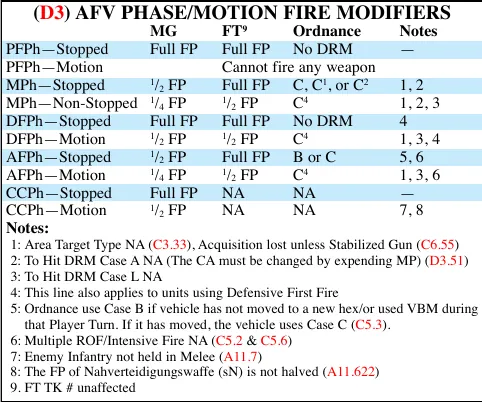 (D3) AFV PHASE/MOTION FIRE MODIFIERS
MG FT⁹ Ordnance Notes
PFPh—Stopped Full FP Full FP No DRM —
PFPh—Motion Cannot fire any weapon
MPh—Stopped ¹/₂ FP Full FP C, C¹, or C² 1, 2
MPh—Non-Stopped ¹/₄ FP ¹/₂ FP C⁴ 1, 2, 3
DFPh—Stopped Full FP Full FP No DRM 4
DFPh—Motion ¹/₂ FP ¹/₂ FP C⁴ 1, 3, 4
AFPh—Stopped ¹/₂ FP Full FP B or C 5, 6
AFPh—Motion ¹/₄ FP ¹/₂ FP C⁴ 1, 3, 6
CCPh—Stopped Full FP NA NA —
CCPh—Motion ¹/₂ FP NA NA 7, 8
Notes:
1: Area Target Type NA (C3.33), Acquisition lost unless Stabilized Gun (C6.55)
2: To Hit DRM Case A NA (The CA must be changed by expending MP) (D3.51)
3: To Hit DRM Case L NA
4: This line also applies to units using Defensive First Fire
5: Ordnance use Case B if vehicle has not moved to a new hex/or used VBM during
that Player Turn. If it has moved, the vehicle uses Case C (C5.3).
6: Multiple ROF/Intensive Fire NA (C5.2 & C5.6)
7: Enemy Infantry not held in Melee (A11.7)
8: The FP of Nahverteidigungswaffe (sN) is not halved (A11.622)
9. FT TK # unaffected